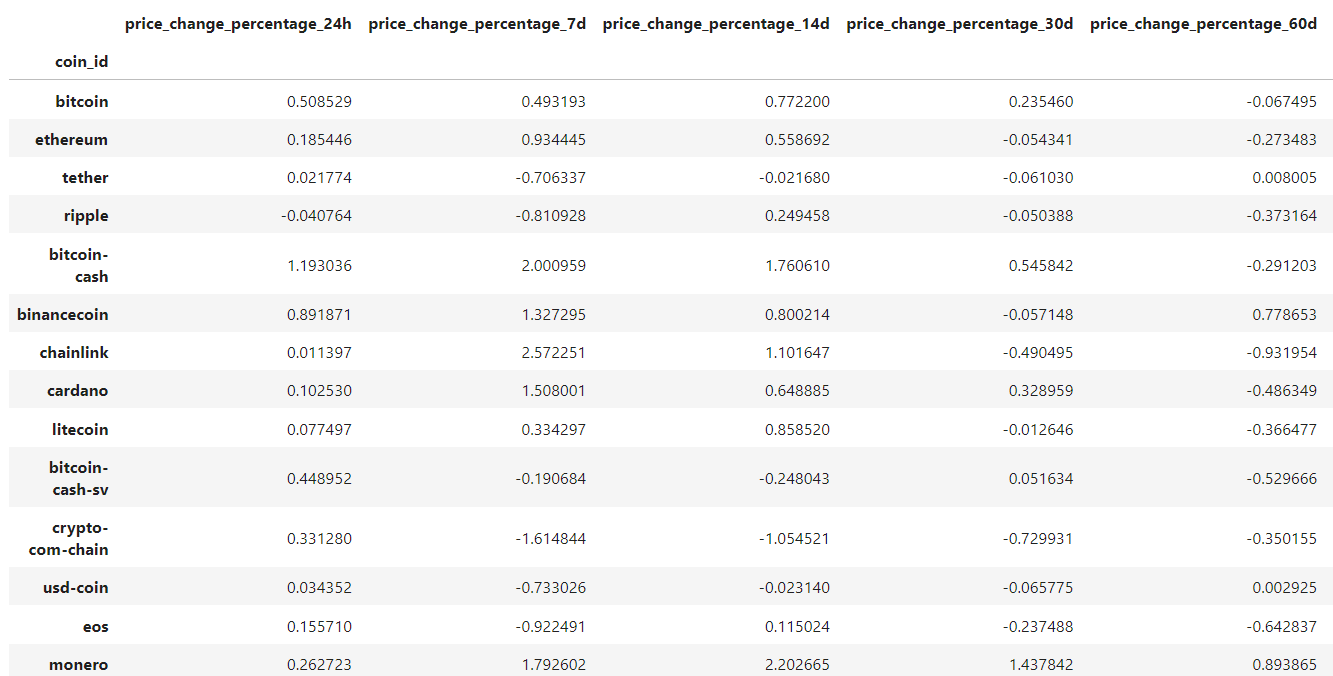 price_change_percentage_24h price_change_percentage_7d price_change_percentage_14d price_change_percentage_30d price_change_percentage_60d
coin_id
bitcoin 0.508529 0.493193 0.772200 0.235460 -0.067495
ethereum 0.185446 0.934445 0.558692 -0.054341 -0.273483
tether 0.021774 -0.706337 -0.021680 -0.061030 0.008005
ripple -0.040764 -0.810928 0.249458 -0.050388 -0.373164
bitcoin-
cash 1.193036 2.000959 1.760610 0.545842 -0.291203
binancecoin 0.891871 1.327295 0.800214 -0.057148 0.778653
chainlink 0.011397 2.572251 1.101647 -0.490495 -0.931954
cardano 0.102530 1.508001 0.648885 0.328959 -0.486349
litecoin 0.077497 0.334297 0.858520 -0.012646 -0.366477
bitcoin-
cash-sv 0.448952 -0.190684 -0.248043 0.051634 -0.529666
crypto-
com-chain 0.331280 -1.614844 -1.054521 -0.729931 -0.350155
usd-coin 0.034352 -0.733026 -0.023140 -0.065775 0.002925
eos 0.155710 -0.922491 0.115024 -0.237488 -0.642837
monero 0.262723 1.792602 2.202665 1.437842 0.893865